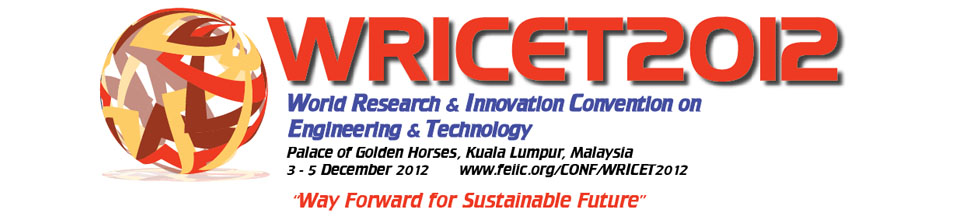 WRICET2012
World Research & Innovation Convention on
Engineering & Technology
Palace of Golden Horses, Kuala Lumpur, Malaysia
3 - 5 December 2012 www.feiic.org/CONF/WRICET2012
"Way Forward for Sustainable Future"